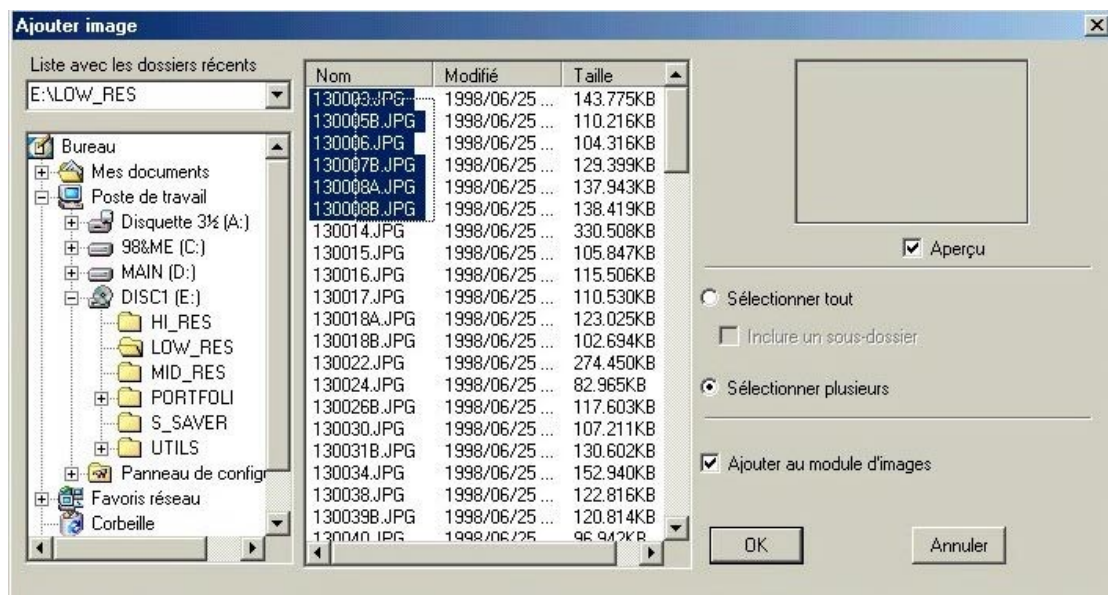 Ajouter image
Liste avec les dossiers récents
E:\LOW_RES
Bureau
Mes documents
Poste de travail
Disquette 3½ (A:)
98&ME (C:)
MAIN (D:)
DISC1 (E:)
HI_RES
LOW_RES
MID_RES
PORTFOLI
S_SAVER
UTILS
Panneau de config
Favoris réseau
Corbeille
Nom Modifié Taille
130003.JPG 1998/06/25 ... 143.775KB
130005B.JPG 1998/06/25 ... 110.216KB
130006.JPG 1998/06/25 ... 104.316KB
130007B.JPG 1998/06/25 ... 129.399KB
130008A.JPG 1998/06/25 ... 137.943KB
130008B.JPG 1998/06/25 ... 138.419KB
130014.JPG 1998/06/25 ... 330.508KB
130015.JPG 1998/06/25 ... 105.847KB
130016.JPG 1998/06/25 ... 115.506KB
130017.JPG 1998/06/25 ... 110.530KB
130018A.JPG 1998/06/25 ... 123.025KB
130018B.JPG 1998/06/25 ... 102.694KB
130022.JPG 1998/06/25 ... 274.450KB
130024.JPG 1998/06/25 ... 82.965KB
130026B.JPG 1998/06/25 ... 117.603KB
130030.JPG 1998/06/25 ... 107.211KB
130031B.JPG 1998/06/25 ... 130.602KB
130034.JPG 1998/06/25 ... 152.940KB
130038.JPG 1998/06/25 ... 122.816KB
130039B.JPG 1998/06/25 ... 120.814KB
130040.JPG 1998/06/25 96.942KB
Aperçu
Sélectionner tout
Inclure un sous-dossier
Sélectionner plusieurs
Ajouter au module d'images
OK
Annuler